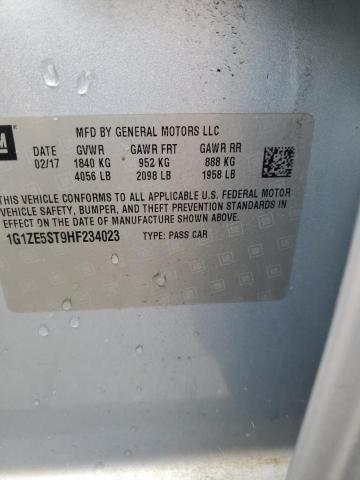 GM
MFD BY GENERAL MOTORS LLC
DATE GVWR GAWR FRT GAWR RR
02/17 1840 KG 952 KG 888 KG
4056 LB 2098 LB 1958 LB
THIS VEHICLE CONFORMS TO ALL APPLICABLE U.S. FEDERAL MOTOR
VEHICLE SAFETY, BUMPER, AND THEFT PREVENTION STANDARDS
IN EFFECT ON THE DATE OF MANUFACTURE SHOWN ABOVE.
1G1ZE5ST9HF234023 TYPE: PASS CAR